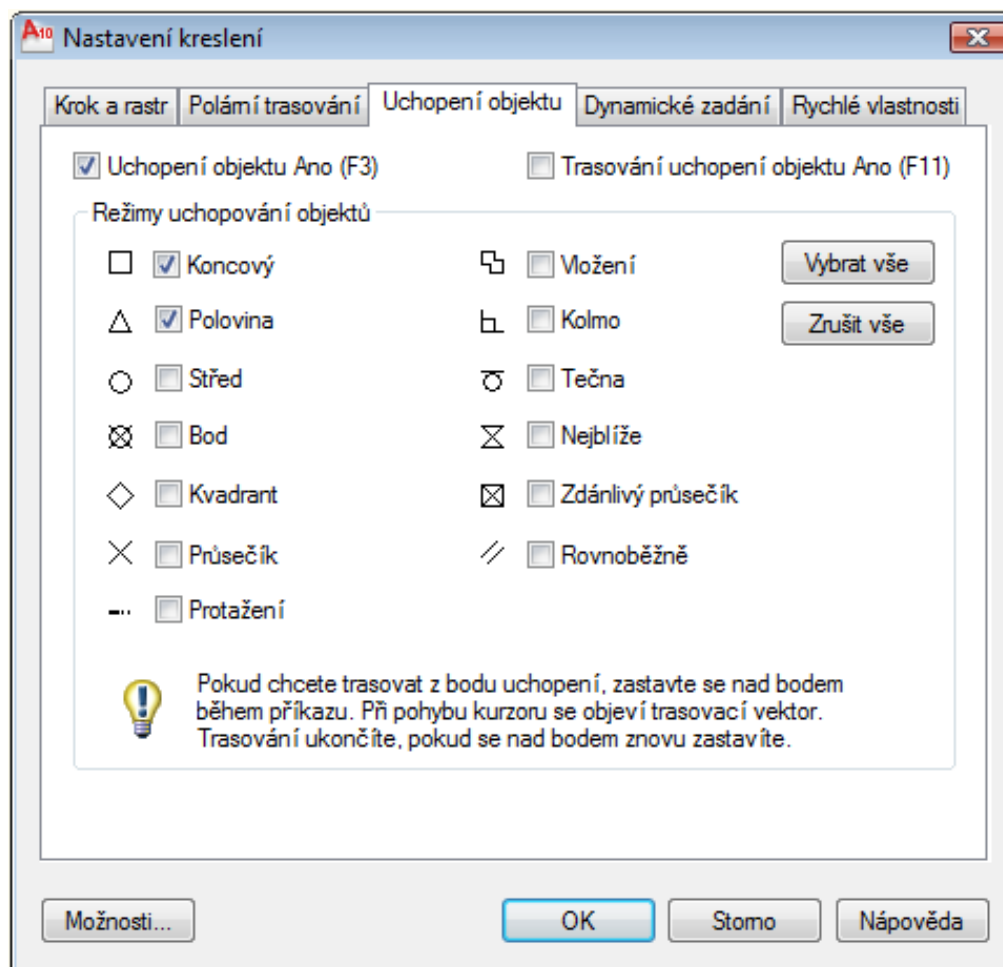 A10 Nastavení kreslení
Krok a rastr Polární trasování Uchopení objektu Dynamické zadání Rychlé vlastnosti
Uchopení objektu Ano (F3) Trasování uchopení objektu Ano (F11)
Režimy uchopování objektů
Koncový Vložení Vybrat vše
Polovina Kolmo Zrušit vše
Střed Tečna
Bod Nejblíže
Kvadrant Zdánlivý průsečík
Průsečík Rovnoběžně
Protažení
Pokud chcete trasovat z bodu uchopení, zastavte se nad bodem
během příkazu. Při pohybu kurzoru se objeví trasovací vektor.
Trasování ukončíte, pokud se nad bodem znovu zastavíte.
Možnosti... OK Storno Nápověda